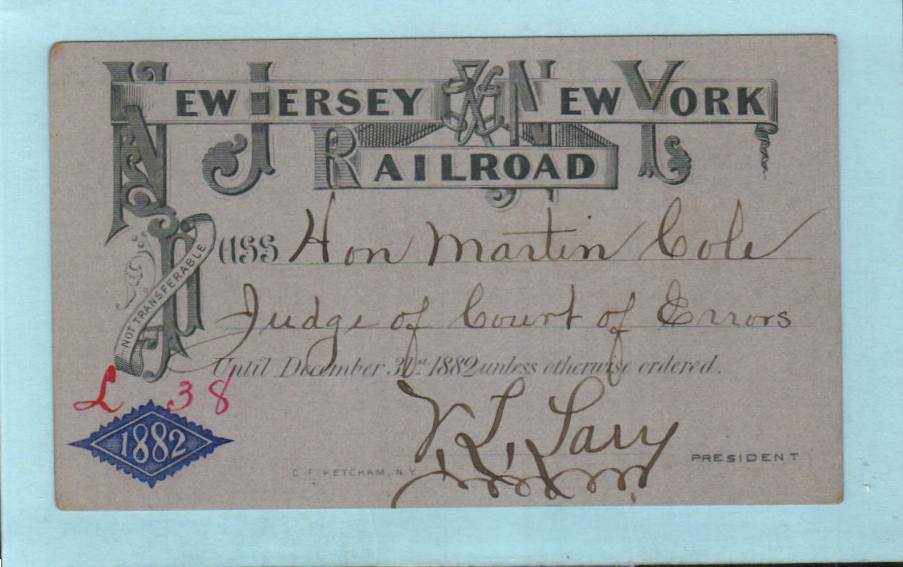 NEW JERSEY & NEW YORK
RAILROAD
PASS Hon Martin Cole
NOT TRANSFERABLE
Judge of Court of Errors
Until December 31st 1882 unless otherwise ordered.
L 38
1882
PRESIDENT
C. F. KETCHAM, N.Y.